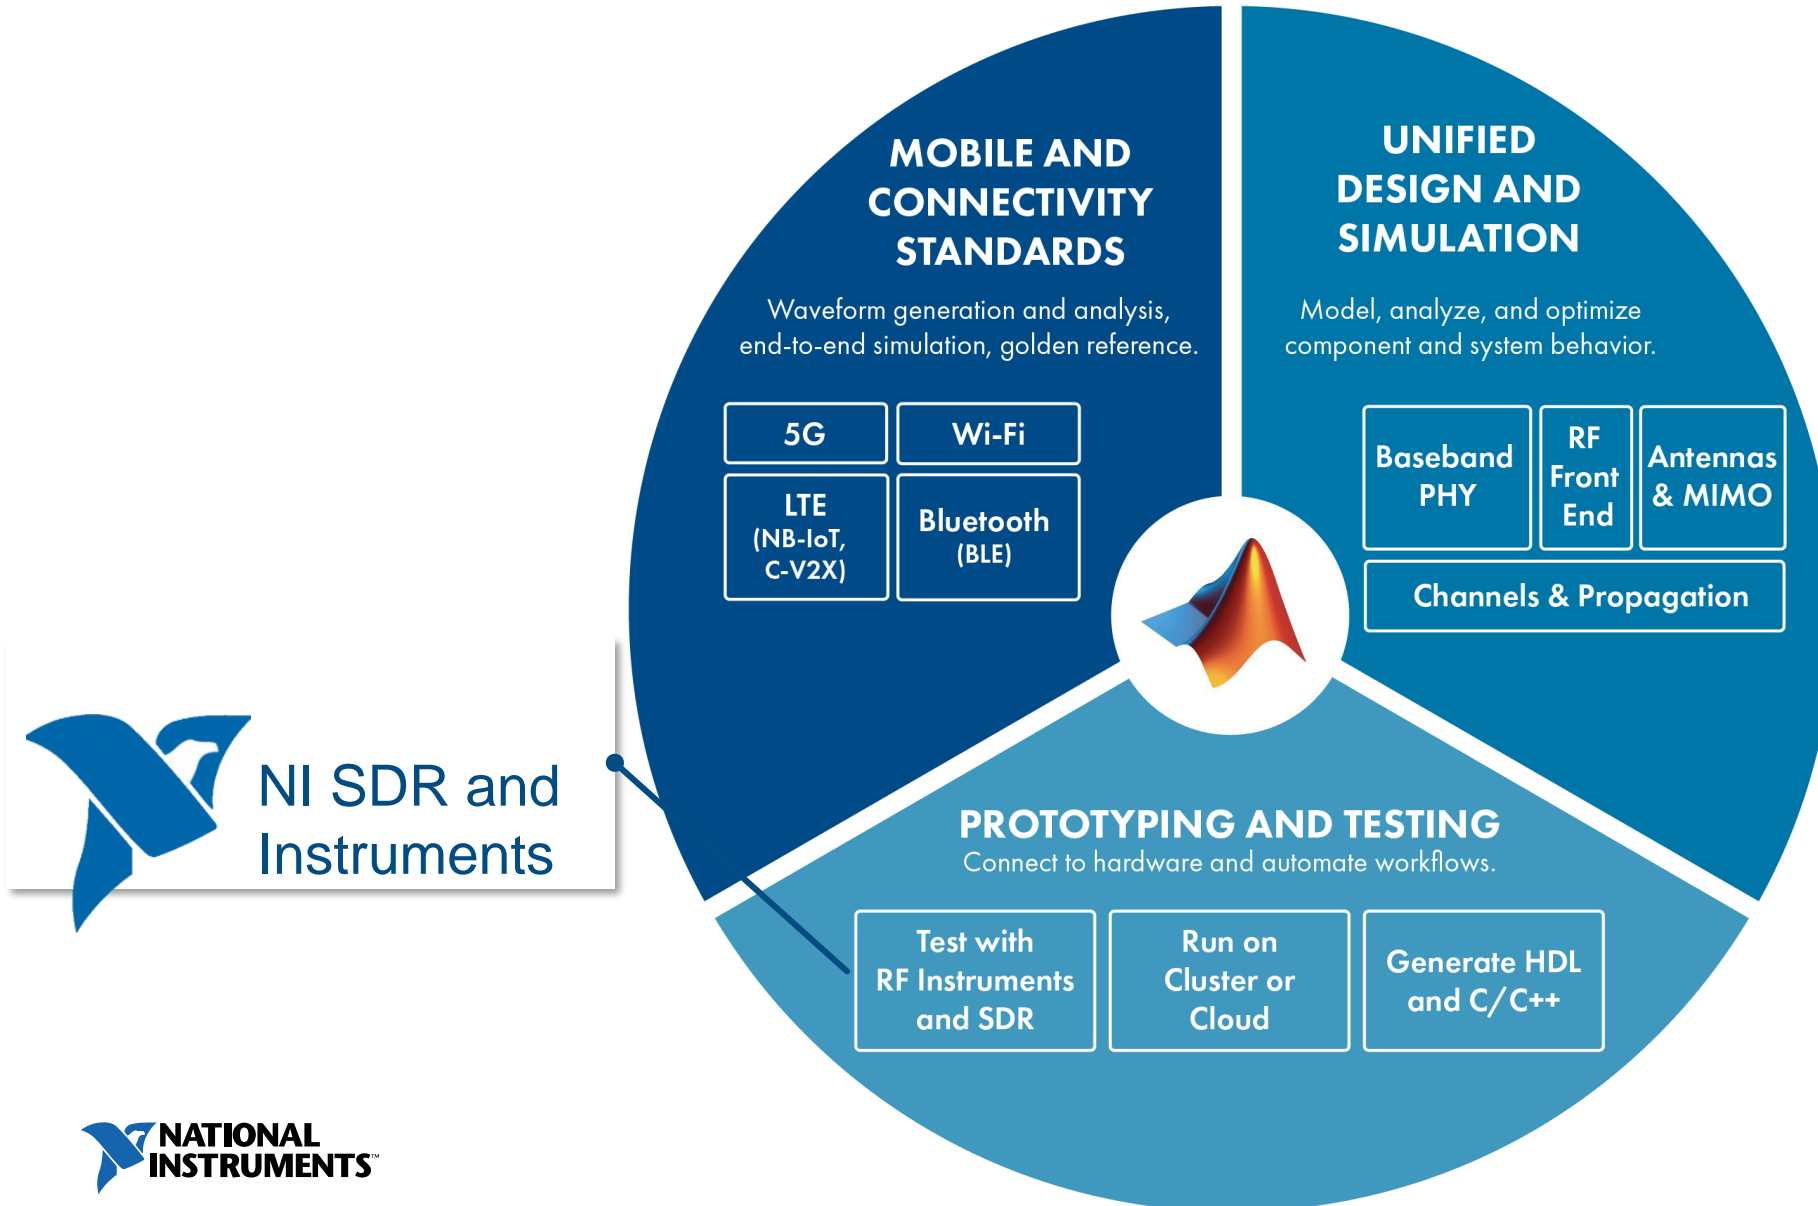 MOBILE AND
CONNECTIVITY
STANDARDS
Waveform generation and analysis,
end-to-end simulation, golden reference.
5G
Wi-Fi
LTE
(NB-IoT,
C-V2X)
Bluetooth
(BLE)
UNIFIED
DESIGN AND
SIMULATION
Model, analyze, and optimize
component and system behavior.
Baseband
PHY
RF
Front
End
Antennas
& MIMO
Channels & Propagation
NI SDR and
Instruments
PROTOTYPING AND TESTING
Connect to hardware and automate workflows.
Test with
RF Instruments
and SDR
Run on
Cluster or
Cloud
Generate HDL
and C/C++
NATIONAL
INSTRUMENTS™